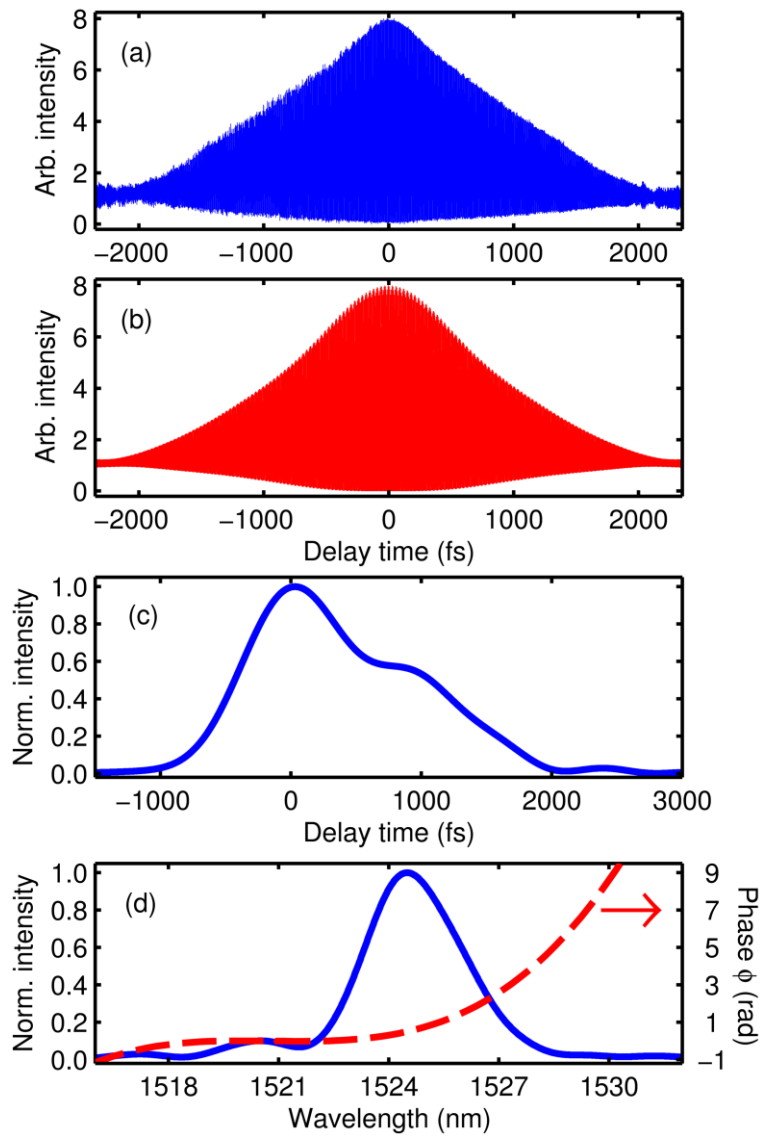 (a)
Arb. intensity
8
6
4
2
0
−2000 −1000 0 1000 2000
(b)
Arb. intensity
8
6
4
2
0
−2000 −1000 0 1000 2000
Delay time (fs)
(c)
Norm. intensity
1.0
0.8
0.6
0.4
0.2
0.0
−1000 0 1000 2000 3000
Delay time (fs)
(d)
Norm. intensity
1.0
0.8
0.6
0.4
0.2
0.0
9
7
5
3
1
−1
Phase ϕ (rad)
1518 1521 1524 1527 1530
Wavelength (nm)